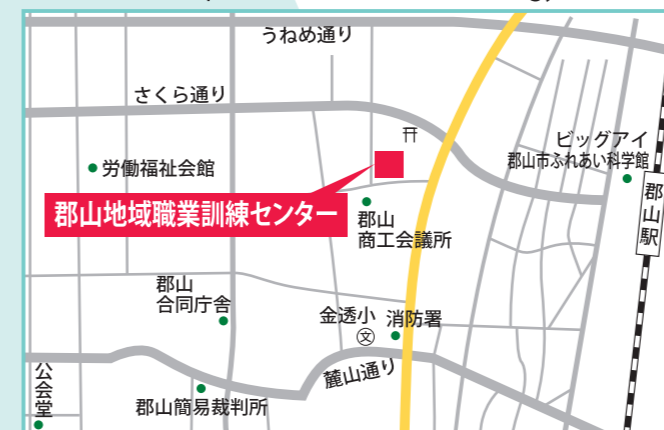 うねめ通り
さくら通り
ビッグアイ
郡山市ふれあい科学館
労働福祉会館
郡山駅
郡山地域職業訓練センター
郡山
商工会議所
郡山
合同庁舎
金透小
文
消防署
麓山通り
公会堂
郡山簡易裁判所